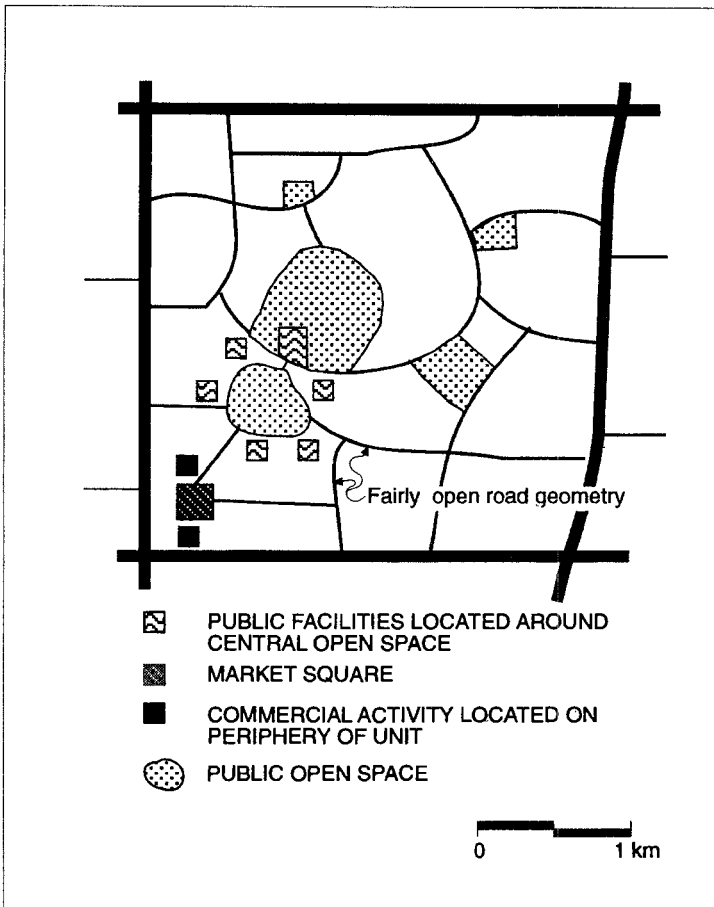 Fairly open road geometry
PUBLIC FACILITIES LOCATED AROUND
CENTRAL OPEN SPACE
MARKET SQUARE
COMMERCIAL ACTIVITY LOCATED ON
PERIPHERY OF UNIT
PUBLIC OPEN SPACE
0 1 km